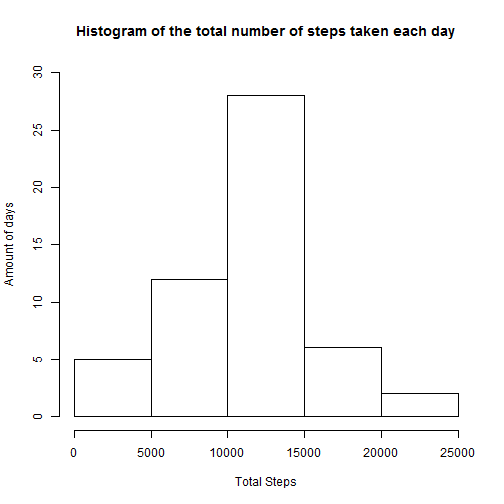 Histogram of the total number of steps taken each day
Amount of days
30
25
20
15
10
5
0
0 5000 10000 15000 20000 25000
Total Steps